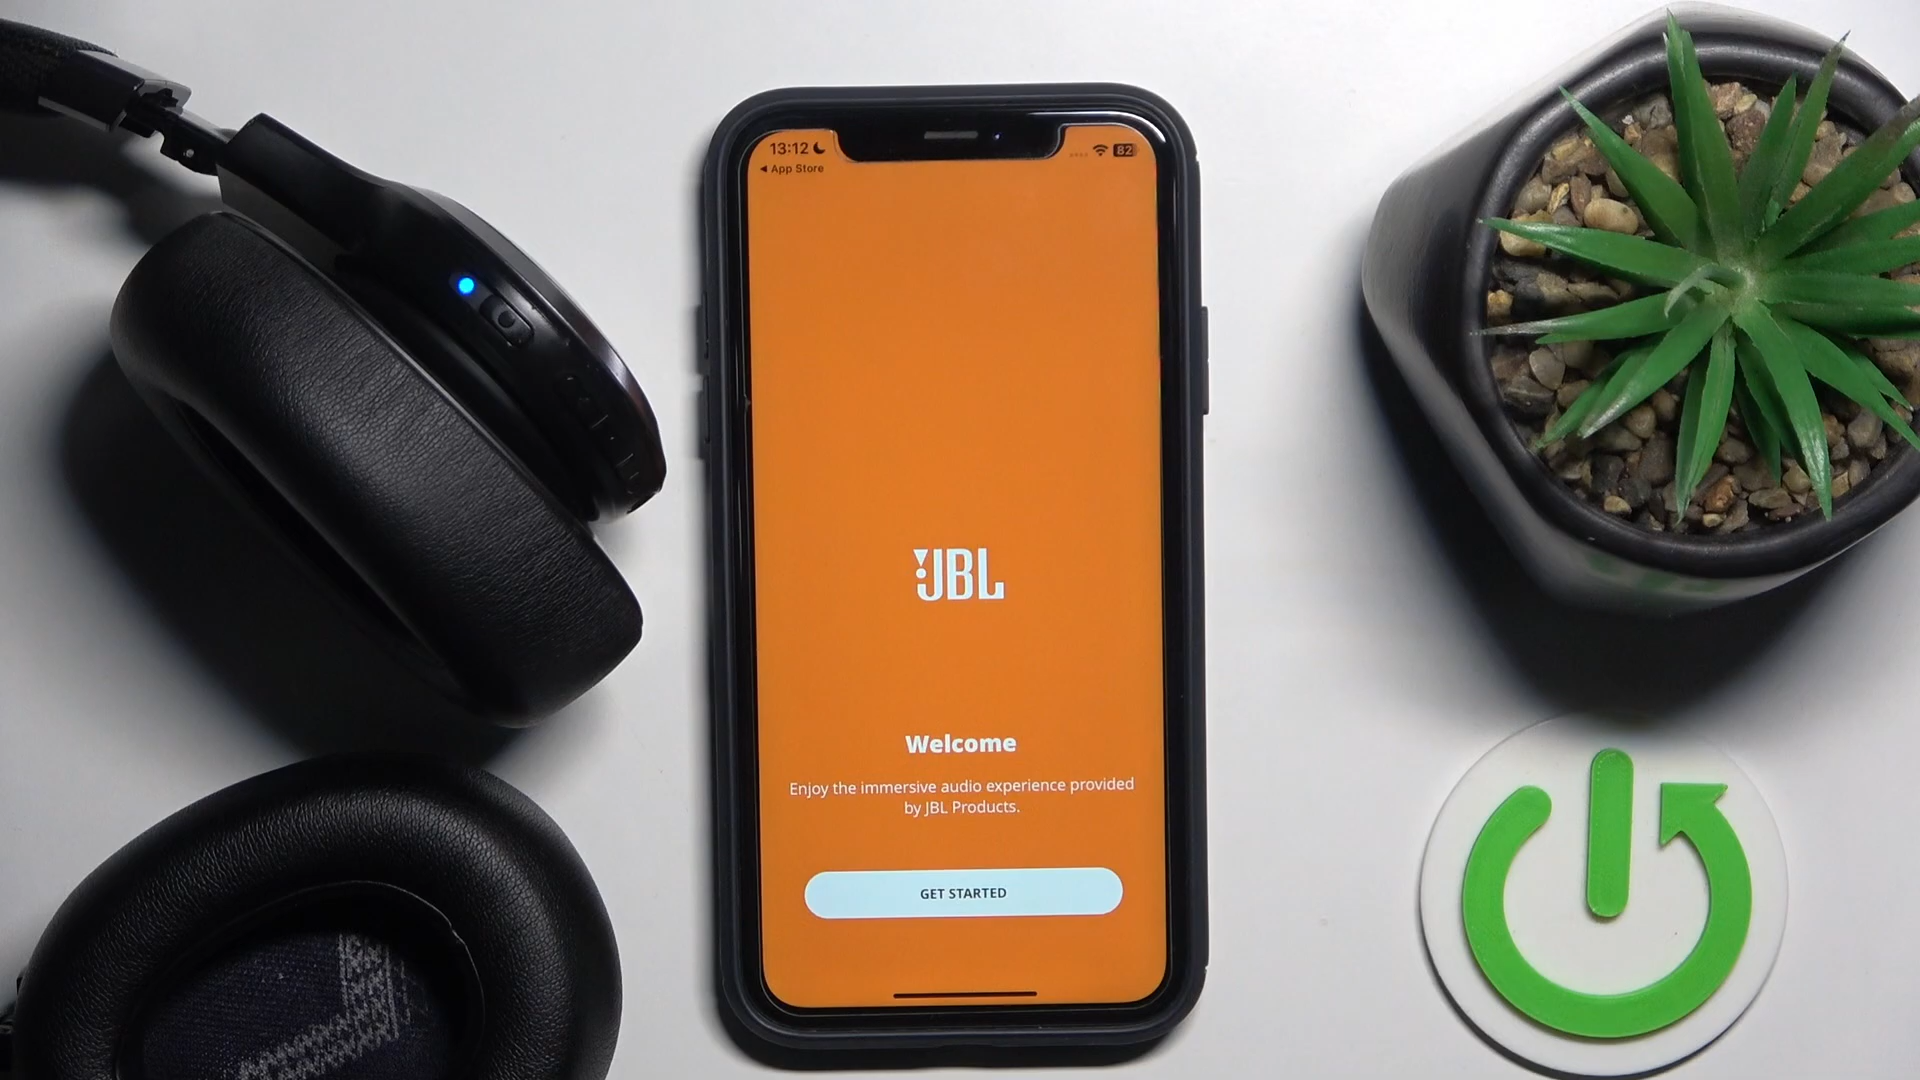 13:12
82
◀ App Store
JBL
Welcome
Enjoy the immersive audio experience provided
by JBL Products.
GET STARTED